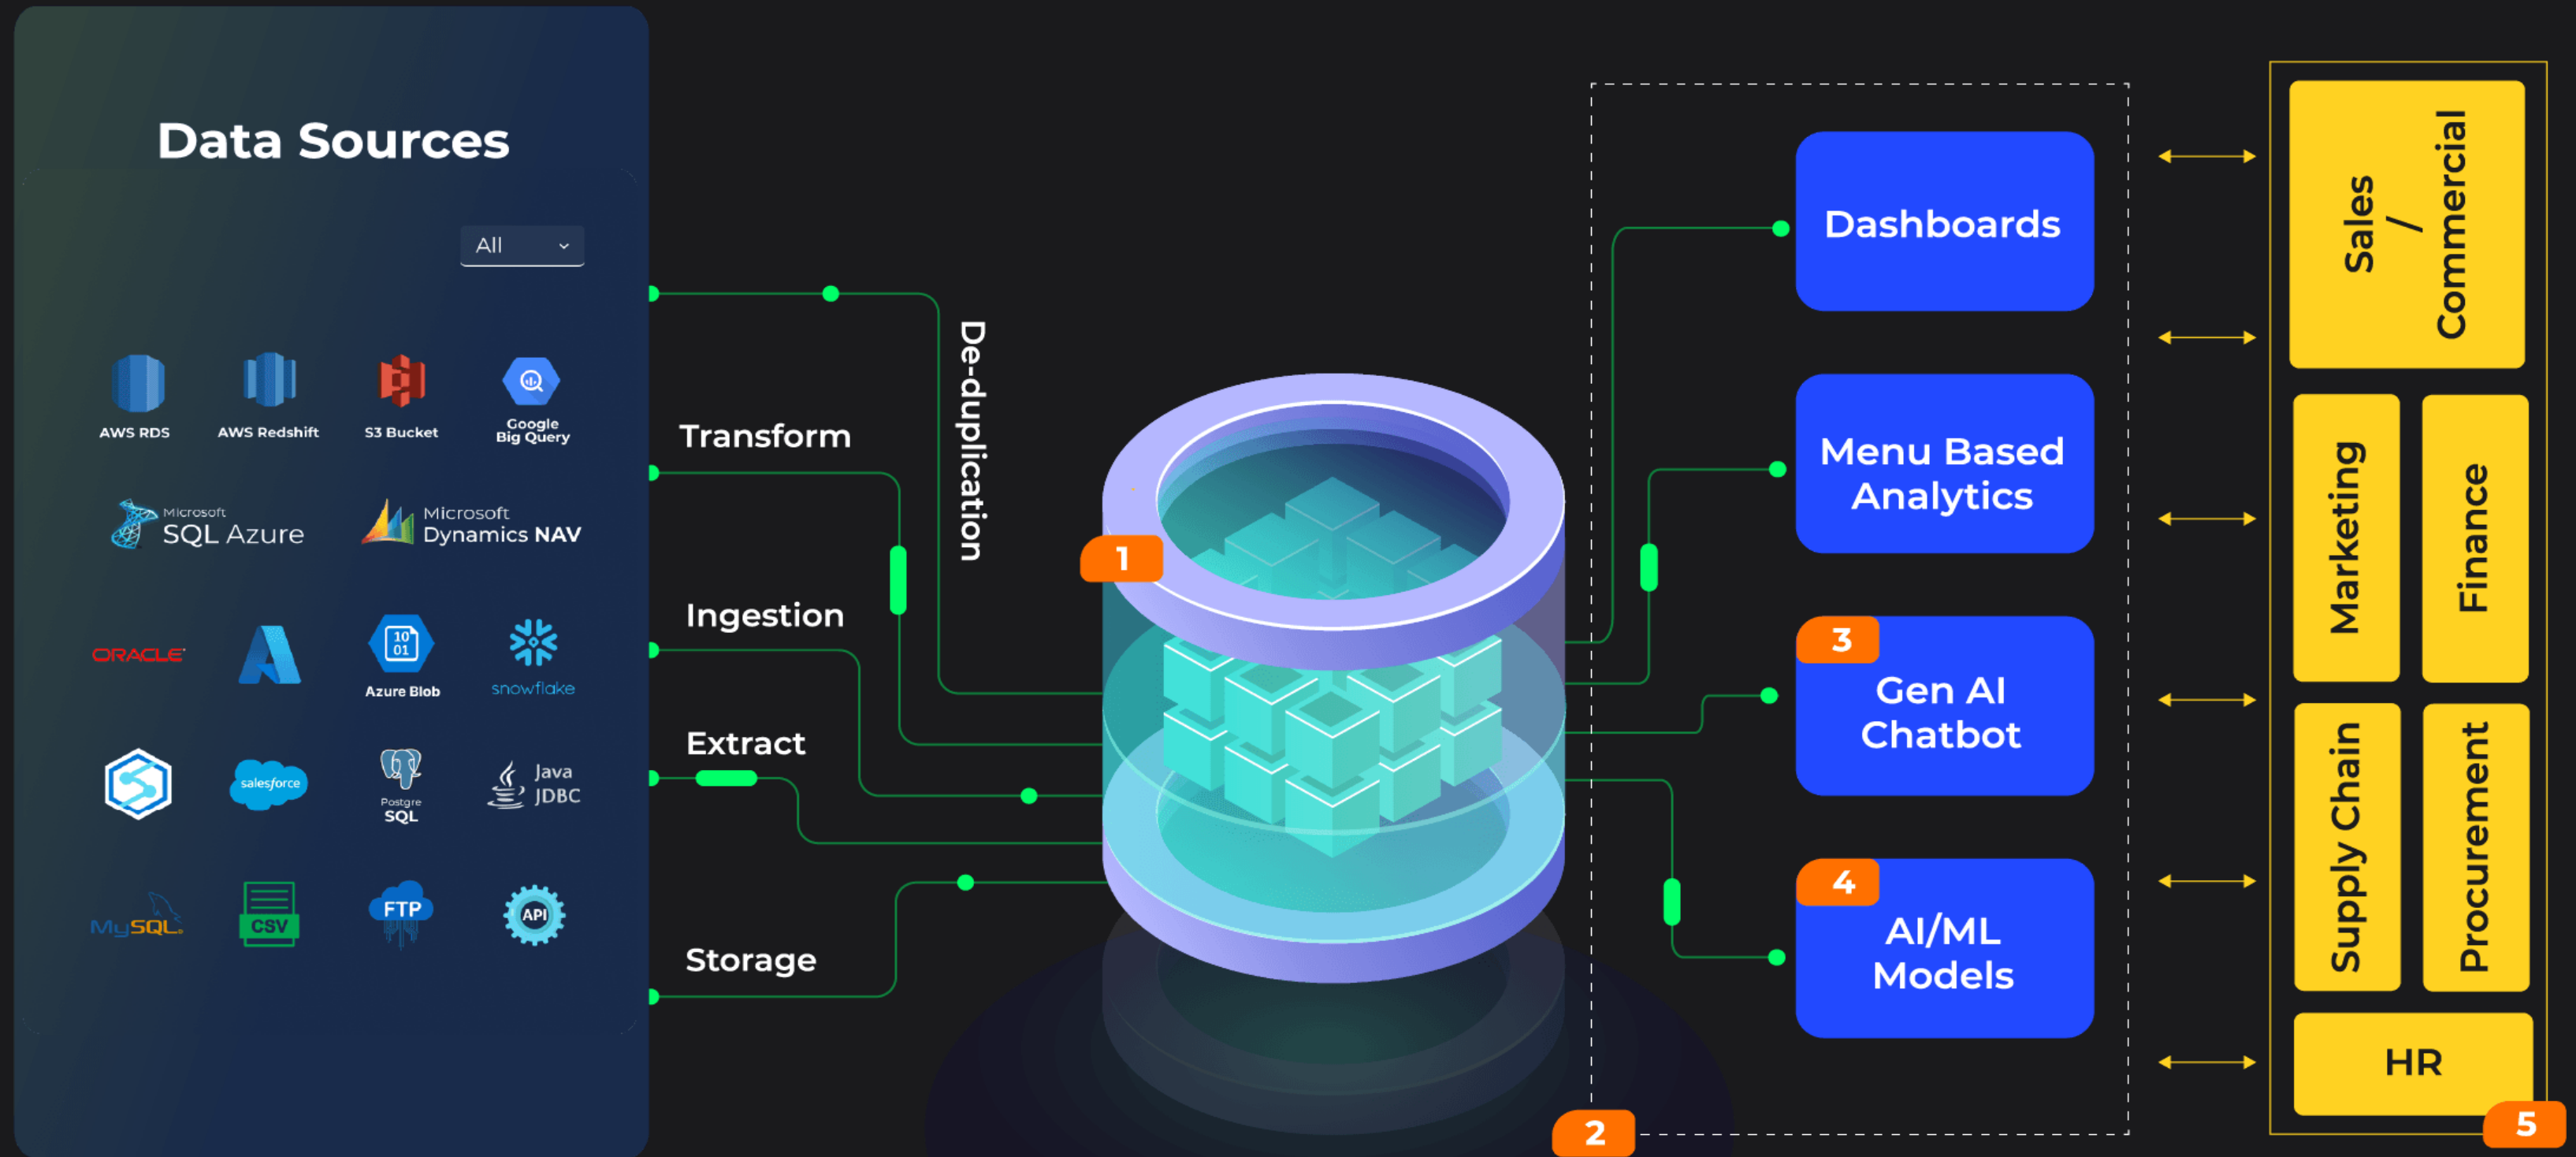 Data Sources
All
AWS RDS
AWS Redshift
S3 Bucket
Google
Big Query
Microsoft
SQL Azure
Microsoft
Dynamics NAV
ORACLE
10
01
Azure Blob
snowflake
salesforce
Postgre
SQL
Java
JDBC
MySQL
CSV
FTP
API
De-duplication
Transform
Ingestion
Extract
Storage
1
2
Dashboards
Menu Based
Analytics
3
Gen AI
Chatbot
4
AI/ML
Models
Sales
/
Commercial
Marketing
Finance
Supply Chain
Procurement
HR
5